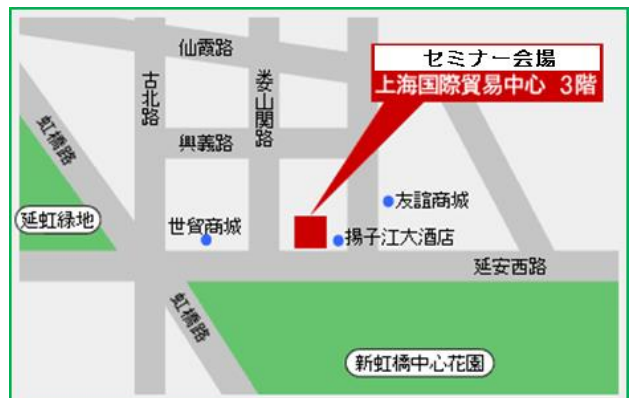 仙霞路
セミナー会場
上海国際貿易中心 3階
古北路
娄山関路
虹橋路
興義路
友誼商城
延虹緑地
世貿商城
揚子江大酒店
延安西路
虹橋路
新虹橋中心花園